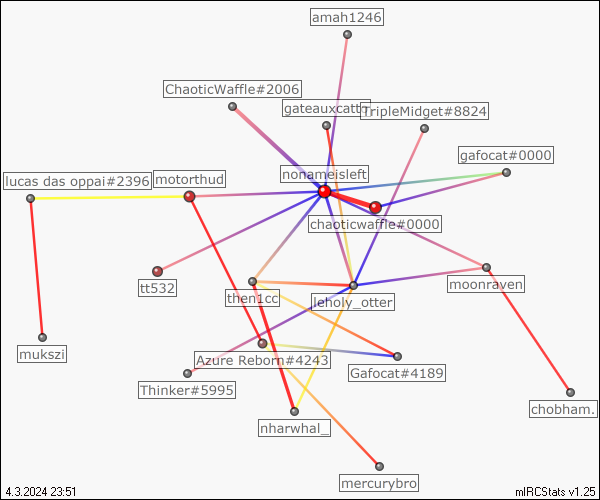 amah1246
ChaoticWaffle#2006
gateauxcatto
TripleMidget#8824
gafocat#0000
lucas das oppai#2396
motorthud
nonameisleft
chaoticwaffle#0000
tt532
then1cc
leholy_otter
moonraven
mukszi
Azure Reborn#4243
Gafocat#4189
Thinker#5995
chobham.
nharwhal_
mercurybro
4.3.2024 23:51
mIRCStats v1.25